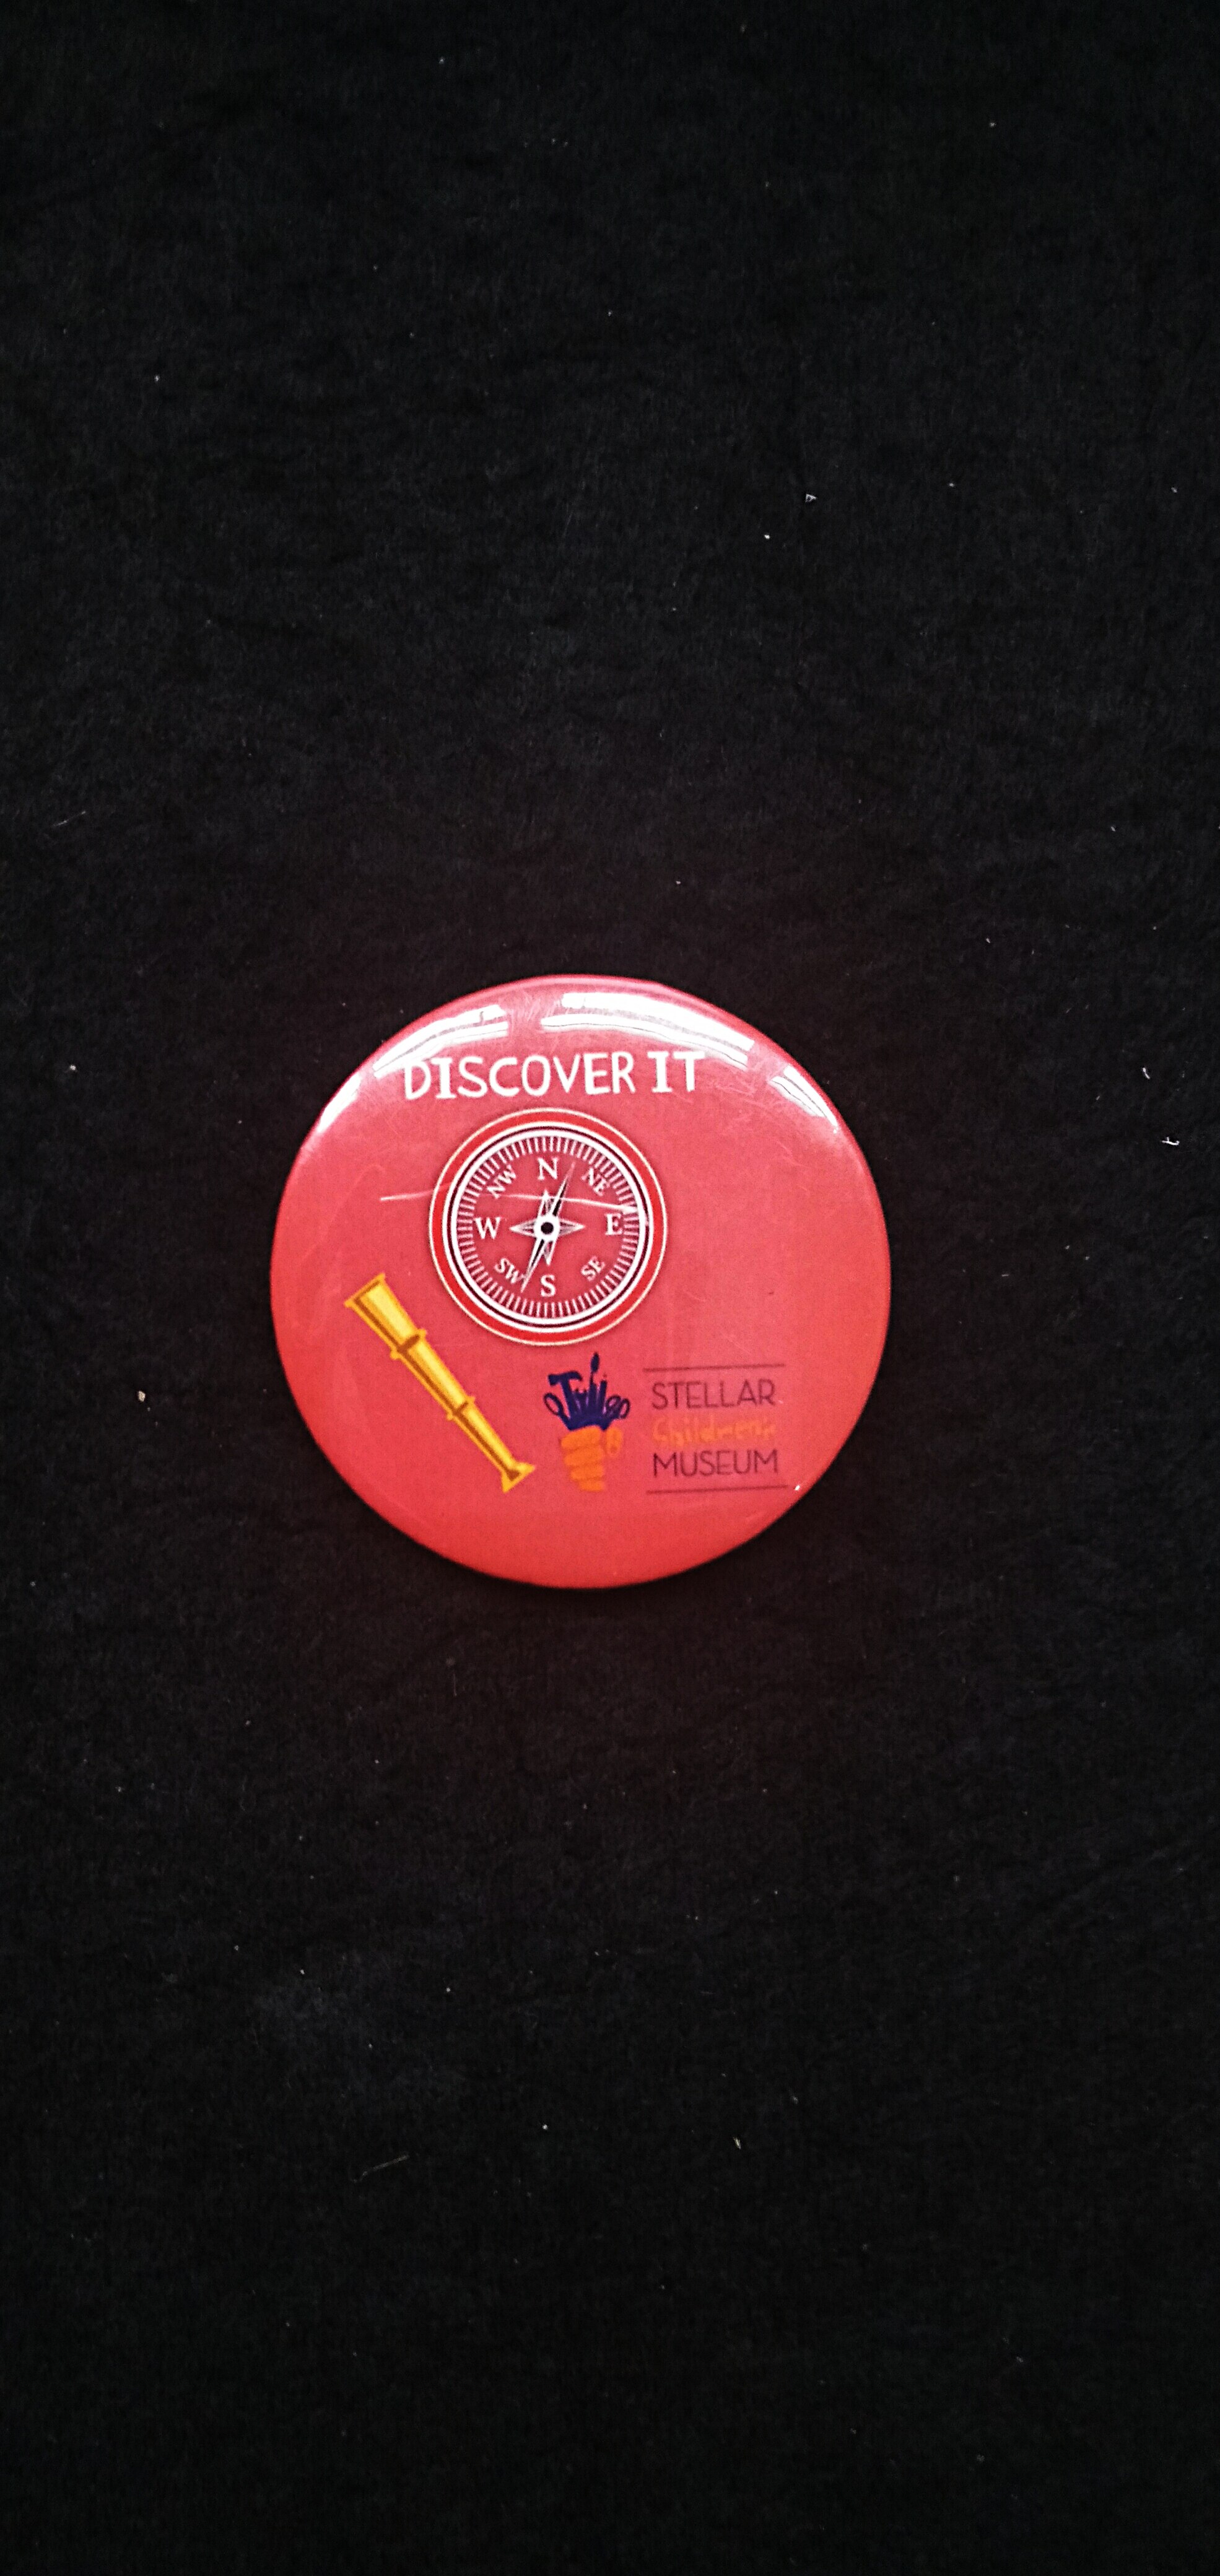 DISCOVER IT
N
NW NE
W E
SW SE
S
STELLAR
Children's
MUSEUM